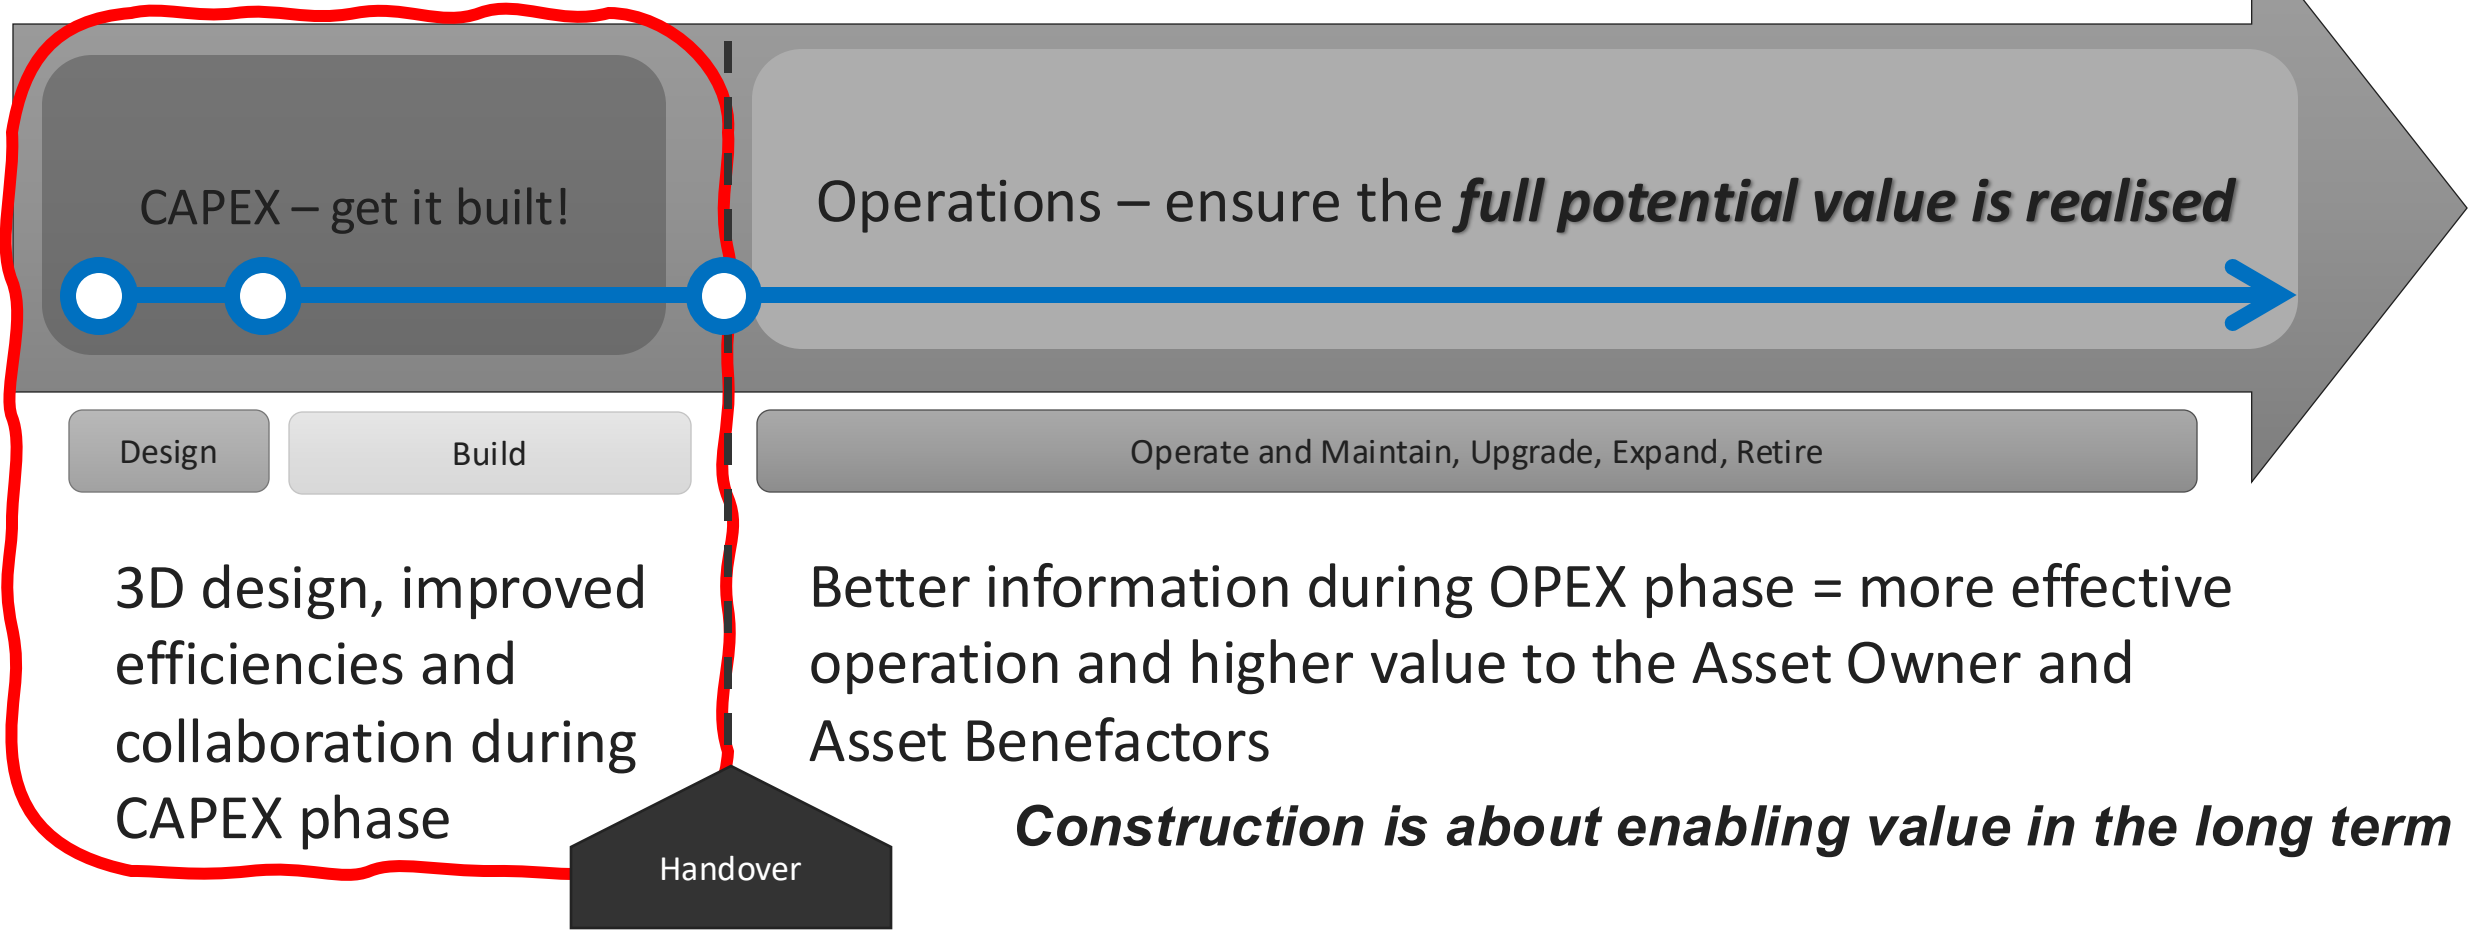 CAPEX – get it built!
Operations – ensure the full potential value is realised
Design
Build
Operate and Maintain, Upgrade, Expand, Retire
3D design, improved
efficiencies and
collaboration during
CAPEX phase
Better information during OPEX phase = more effective
operation and higher value to the Asset Owner and
Asset Benefactors
Construction is about enabling value in the long term
Handover